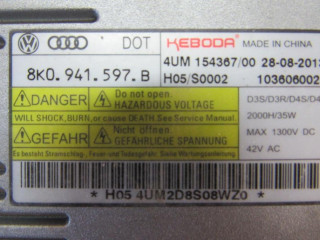 DOT KEBODA MADE IN CHINA
4UM 154367/00 28-08-2013
8K0.941.597.B H05/S0002 103606002
DANGER Do not open.
HAZARDOUS VOLTAGE
WILL SHOCK,BURN,or cause DEATH.See Service Manual.
GEFAHR Nicht öffnen.
GEFÄHRLICHE SPANNUNG
D3S/D3R/D4S/D4
2000H/35W
MAX 1300V DC
42V AC
* H05 4UM2D8S08WZ0 *